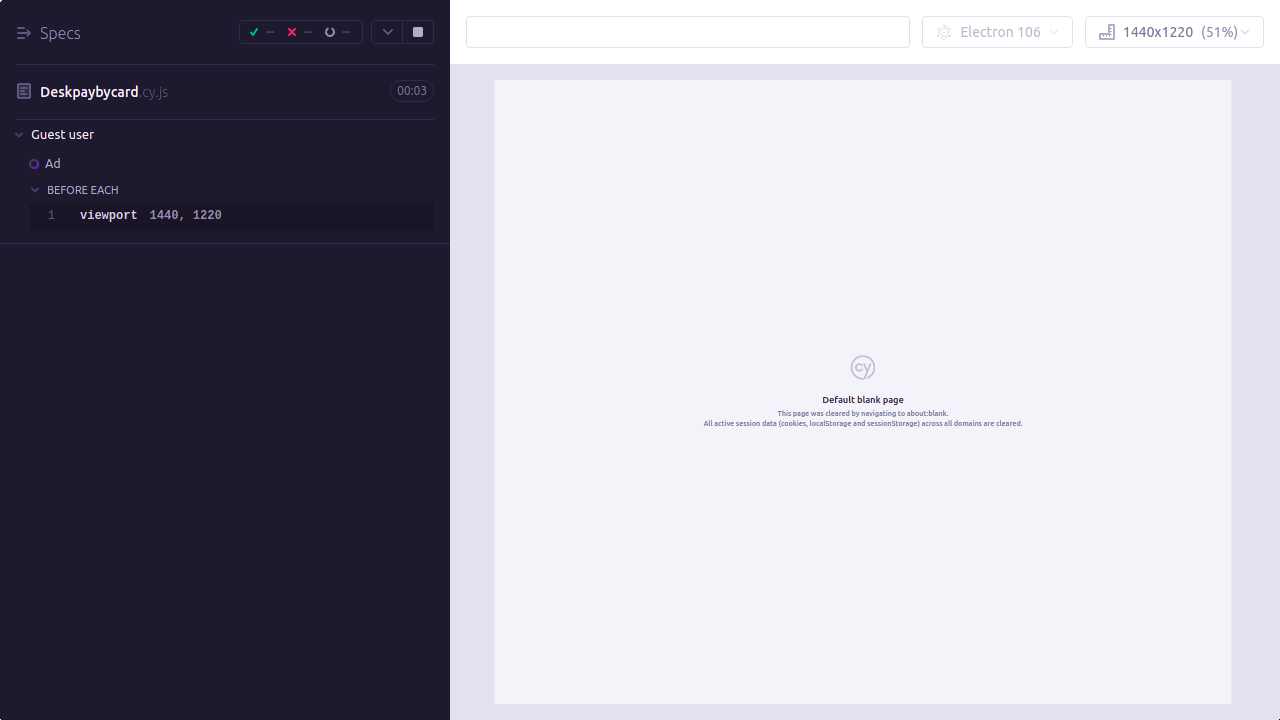 Specs
--
--
--
Deskpaybycard.cy.js
00:03
Guest user
Ad
BEFORE EACH
1 viewport 1440, 1220
Electron 106
1440x1220 (51%)
cy
Default blank page
This page was cleared by navigating to about:blank.
All active session data (cookies, localStorage and sessionStorage) across all domains are cleared.